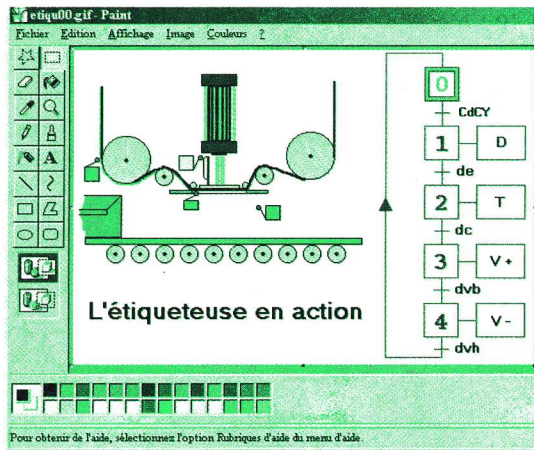 etiqu00.gif - Paint
Fichier Edition Affichage Image Couleurs ?
A
0
CdCY
1 D
de
2 T
dc
3 V+
dvb
4 V-
dvh
L'étiqueteuse en action
Pour obtenir de l'aide, sélectionnez l'option Rubriques d'aide du menu d'aide.